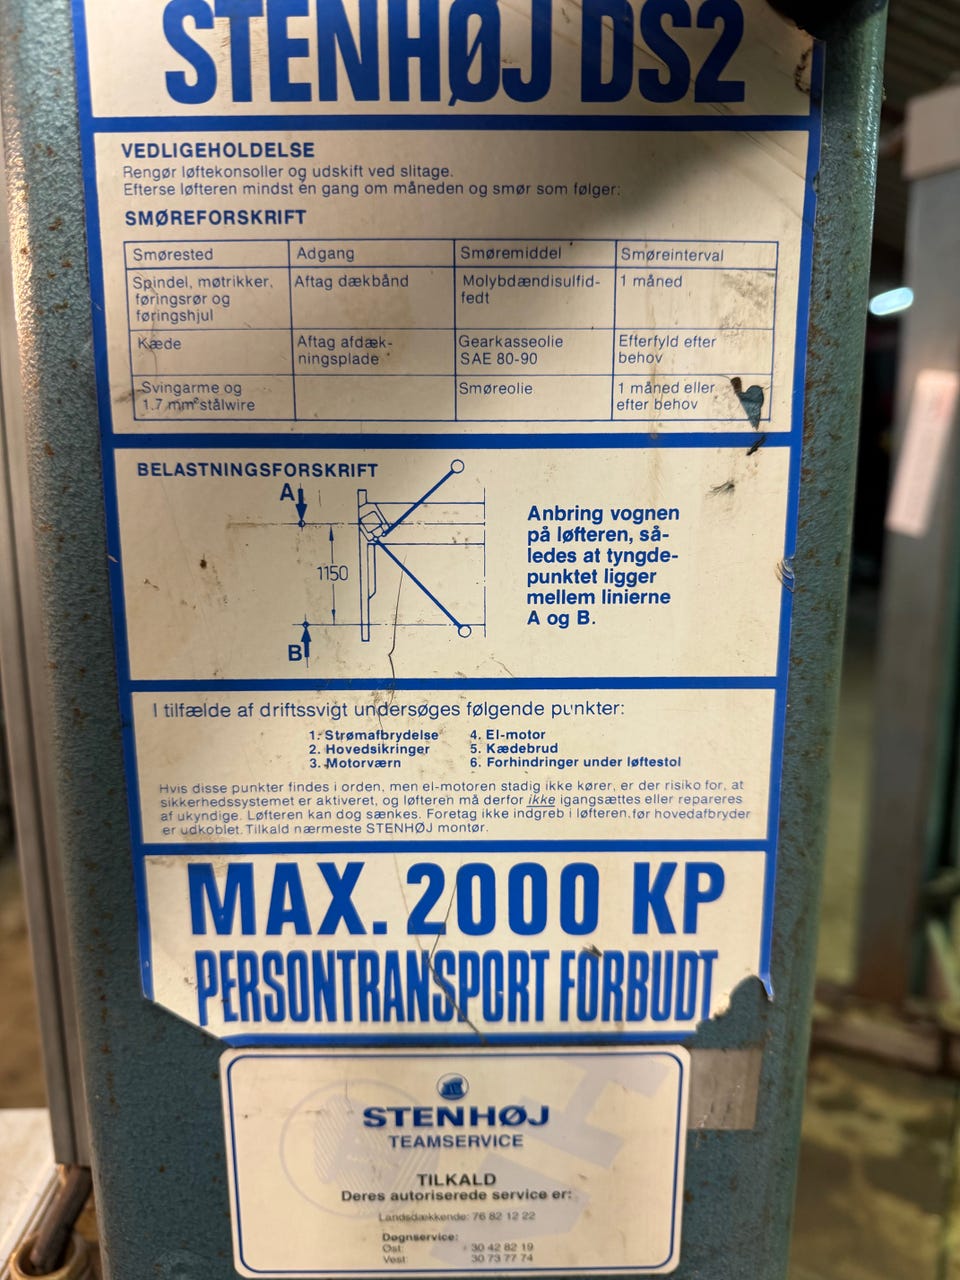 STENHØJ DS2
VEDLIGEHOLDELSE
Rengør løftekonsoller og udskift ved slitage.
Efterse løfteren mindst én gang om måneden og smør som følger:
SMØREFORSKRIFT
Smørested Adgang Smøremiddel Smøreinterval
Spindel, møtrikker, føringsrør og føringshjul
Aftag dækbånd
Molybdændisulfid-
fedt
1 måned
Kæde
Aftag afdæk-
ningsplade
Gearkasseolie
SAE 80-90
Efterfyld efter
behov
Svingarme og
1.7 mm² stålwire
Smøreolie
1 måned eller
efter behov
BELASTNINGSFORSKRIFT
A
1150
B
Anbring vognen
på løfteren, så-
ledes at tyngde-
punktet ligger
mellem linierne
A og B.
I tilfælde af driftssvigt undersøges følgende punkter:
1. Strømafbrydelse
2. Hovedsikringer
3. Motorværn
4. El-motor
5. Kædebrud
6. Forhindringer under løftestol
Hvis disse punkter findes i orden, men el-motoren stadig ikke kører, er der risiko for, at
sikkerhedssystemet er aktiveret, og løfteren må derfor ikke igangsættes eller repareres
af ukyndige. Løfteren kan dog sænkes. Foretag ikke indgreb i løfteren før hovedafbryder
er udkoblet. Tilkald nærmeste STENHØJ montør.
MAX. 2000 KP
PERSONTRANSPORT FORBUDT
STENHØJ
TEAMSERVICE
TILKALD
Deres autoriserede service er:
Landsdækkende: 76 82 12 22
Døgnservice:
Øst: 30 42 82 19
Vest: 30 73 77 74